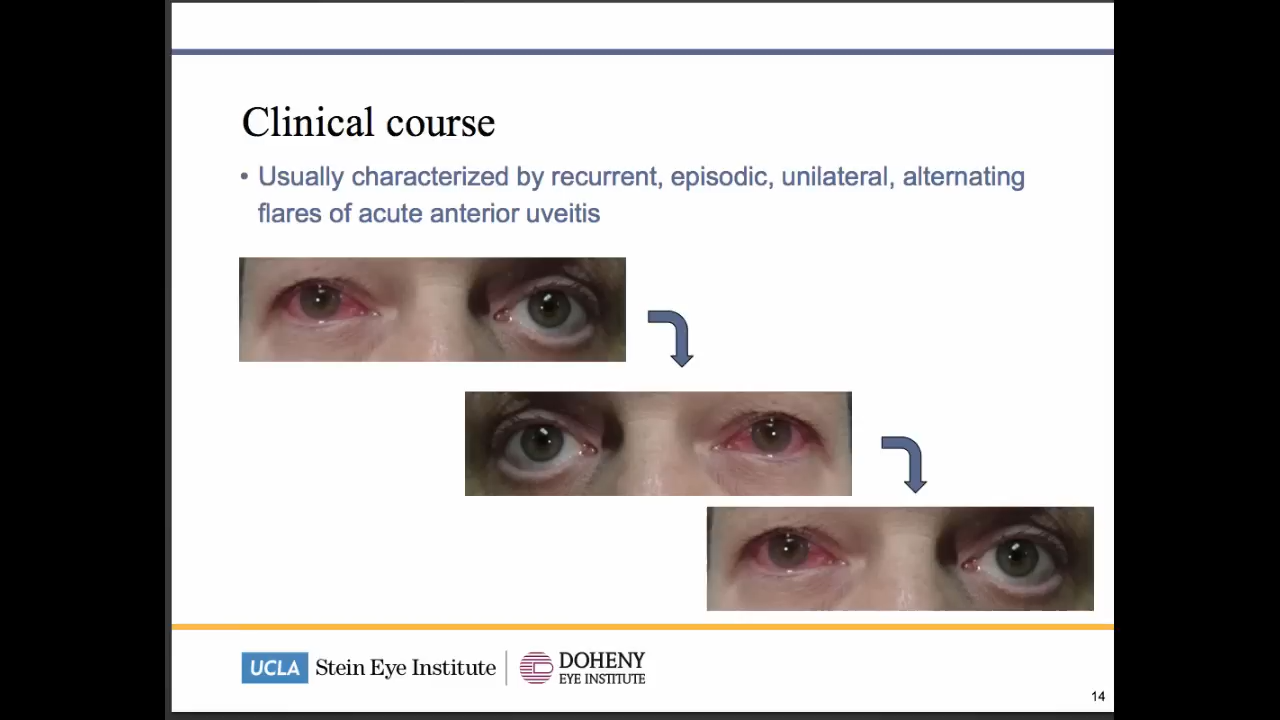 Clinical course
• Usually characterized by recurrent, episodic, unilateral, alternating
flares of acute anterior uveitis
UCLA Stein Eye Institute
DOHENY
EYE INSTITUTE
14